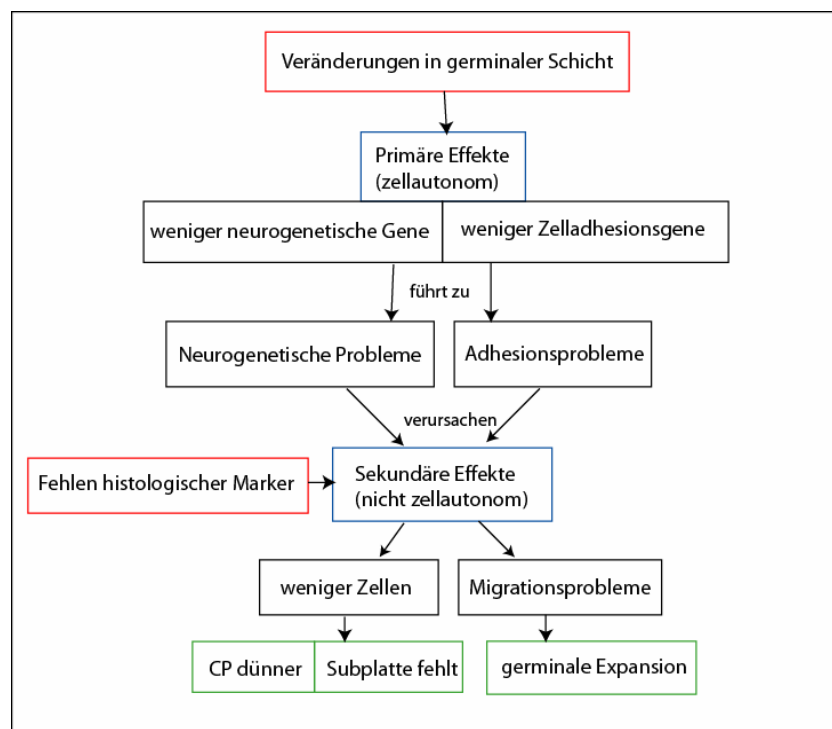 Veränderungen in germinaler Schicht
Primäre Effekte
(zellautonom)
weniger neurogenetische Gene
weniger Zelladhesionsgene
führt zu
Neurogenetische Probleme
Adhesionsprobleme
verursachen
Fehlen histologischer Marker
Sekundäre Effekte
(nicht zellautonom)
weniger Zellen
Migrationsprobleme
CP dünner
Subplatte fehlt
germinale Expansion